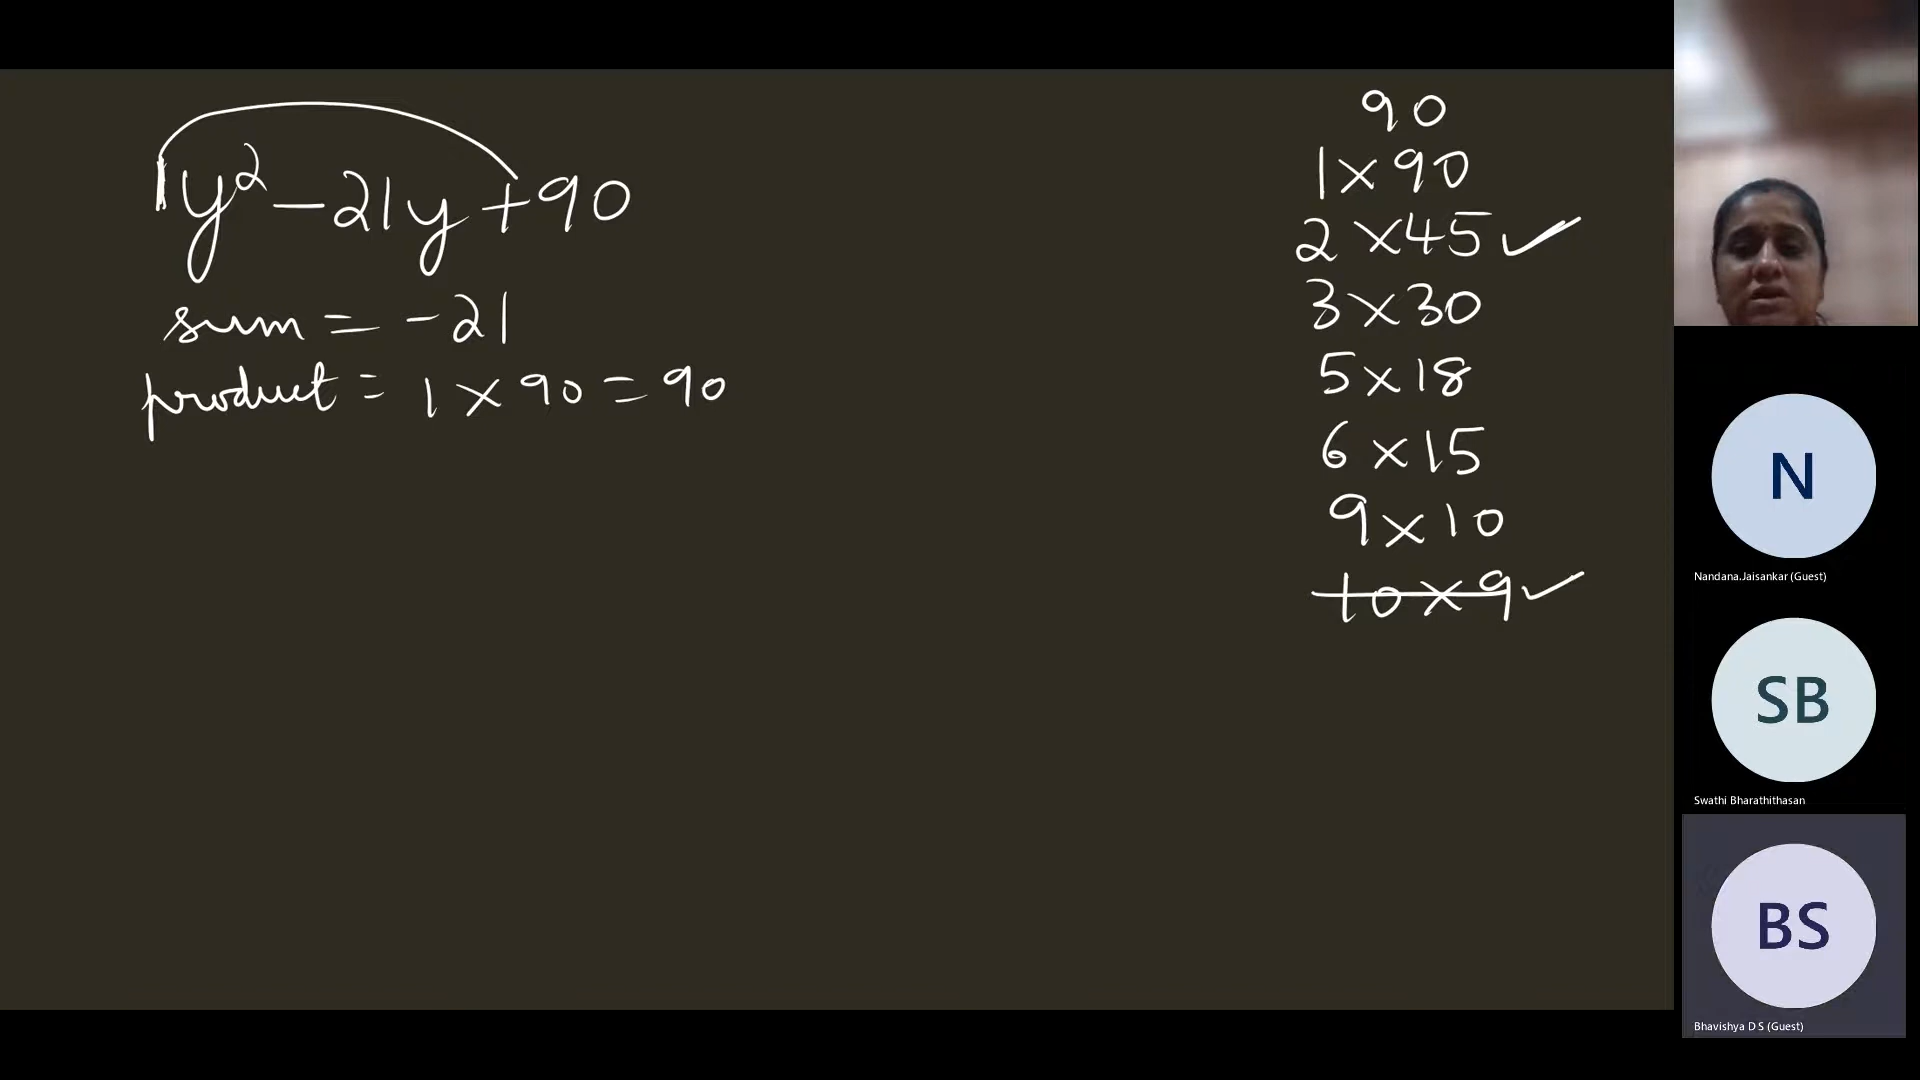 1y² - 21y + 90
sum = -21
product = 1 × 90 = 90
90
1 × 90
2 × 45 ✓
3 × 30
5 × 18
6 × 15
9 × 10
10 × 9 ✓
N
Nandana.Jaisankar (Guest)
SB
Swathi Bharathithasan
BS
Bhavishya D S (Guest)